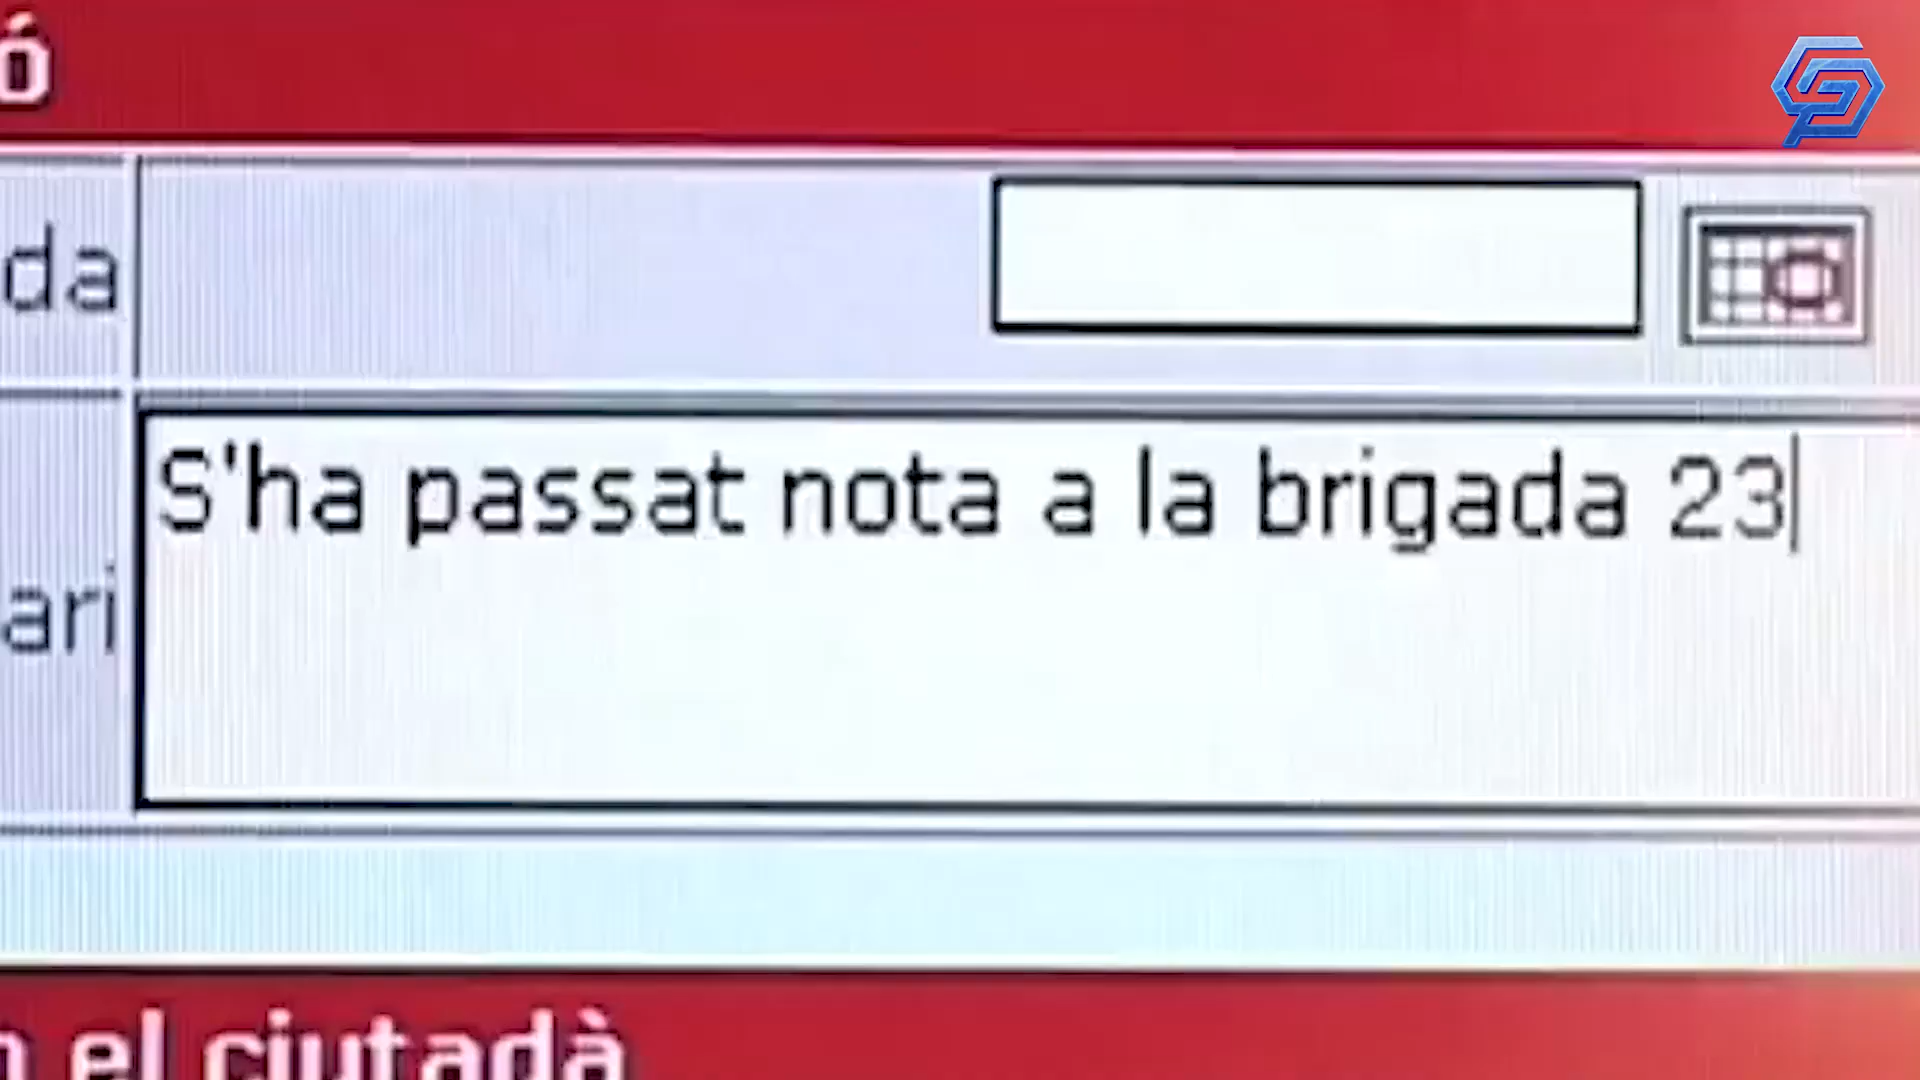 ó
da
S'ha passat nota a la brigada 23
ari
n el ciutadà